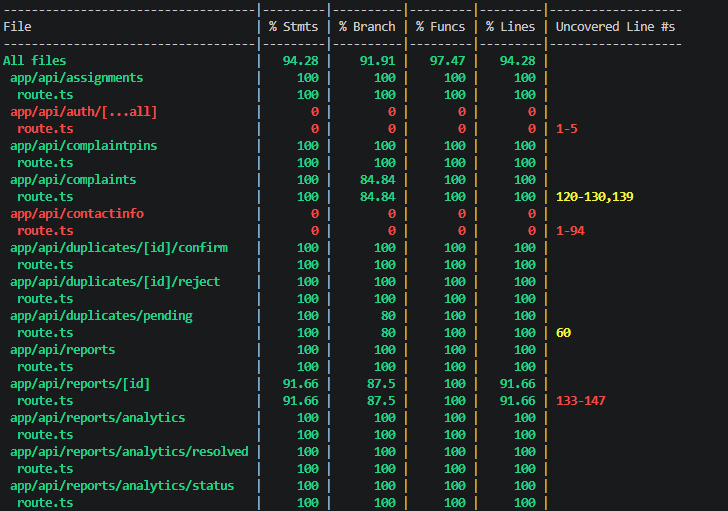 -----------------------------------|---------|----------|---------|---------|-------------------
File                               | % Stmts | % Branch | % Funcs | % Lines | Uncovered Line #s
-----------------------------------|---------|----------|---------|---------|-------------------
All files                          |   94.28 |    91.91 |   97.47 |   94.28 |
 app/api/assignments               |     100 |      100 |     100 |     100 |
  route.ts                         |     100 |      100 |     100 |     100 |
 app/api/auth/[...all]             |       0 |        0 |       0 |       0 |
  route.ts                         |       0 |        0 |       0 |       0 | 1-5
 app/api/complaintpins             |     100 |      100 |     100 |     100 |
  route.ts                         |     100 |      100 |     100 |     100 |
 app/api/complaints                |     100 |    84.84 |     100 |     100 |
  route.ts                         |     100 |    84.84 |     100 |     100 | 120-130,139
 app/api/contactinfo               |       0 |        0 |       0 |       0 |
  route.ts                         |       0 |        0 |       0 |       0 | 1-94
 app/api/duplicates/[id]/confirm   |     100 |      100 |     100 |     100 |
  route.ts                         |     100 |      100 |     100 |     100 |
 app/api/duplicates/[id]/reject    |     100 |      100 |     100 |     100 |
  route.ts                         |     100 |      100 |     100 |     100 |
 app/api/duplicates/pending        |     100 |       80 |     100 |     100 |
  route.ts                         |     100 |       80 |     100 |     100 | 60
 app/api/reports                   |     100 |      100 |     100 |     100 |
  route.ts                         |     100 |      100 |     100 |     100 |
 app/api/reports/[id]              |   91.66 |     87.5 |     100 |   91.66 |
  route.ts                         |   91.66 |     87.5 |     100 |   91.66 | 133-147
 app/api/reports/analytics         |     100 |      100 |     100 |     100 |
  route.ts                         |     100 |      100 |     100 |     100 |
 app/api/reports/analytics/resolved |     100 |      100 |     100 |     100 |
  route.ts                         |     100 |      100 |     100 |     100 |
 app/api/reports/analytics/status  |     100 |      100 |     100 |     100 |
  route.ts                         |     100 |      100 |     100 |     100 |